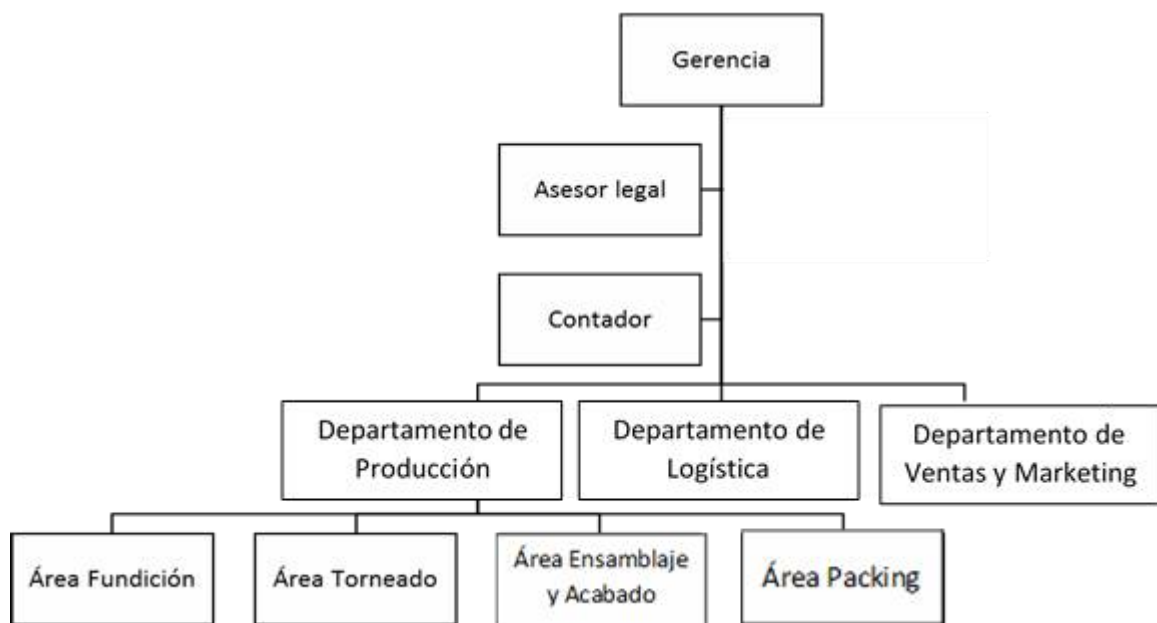 Gerencia
Asesor legal
Contador
Departamento de
Producción
Departamento de
Logística
Departamento de
Ventas y Marketing
Área Fundición
Área Torneado
Área Ensamblaje
y Acabado
Área Packing